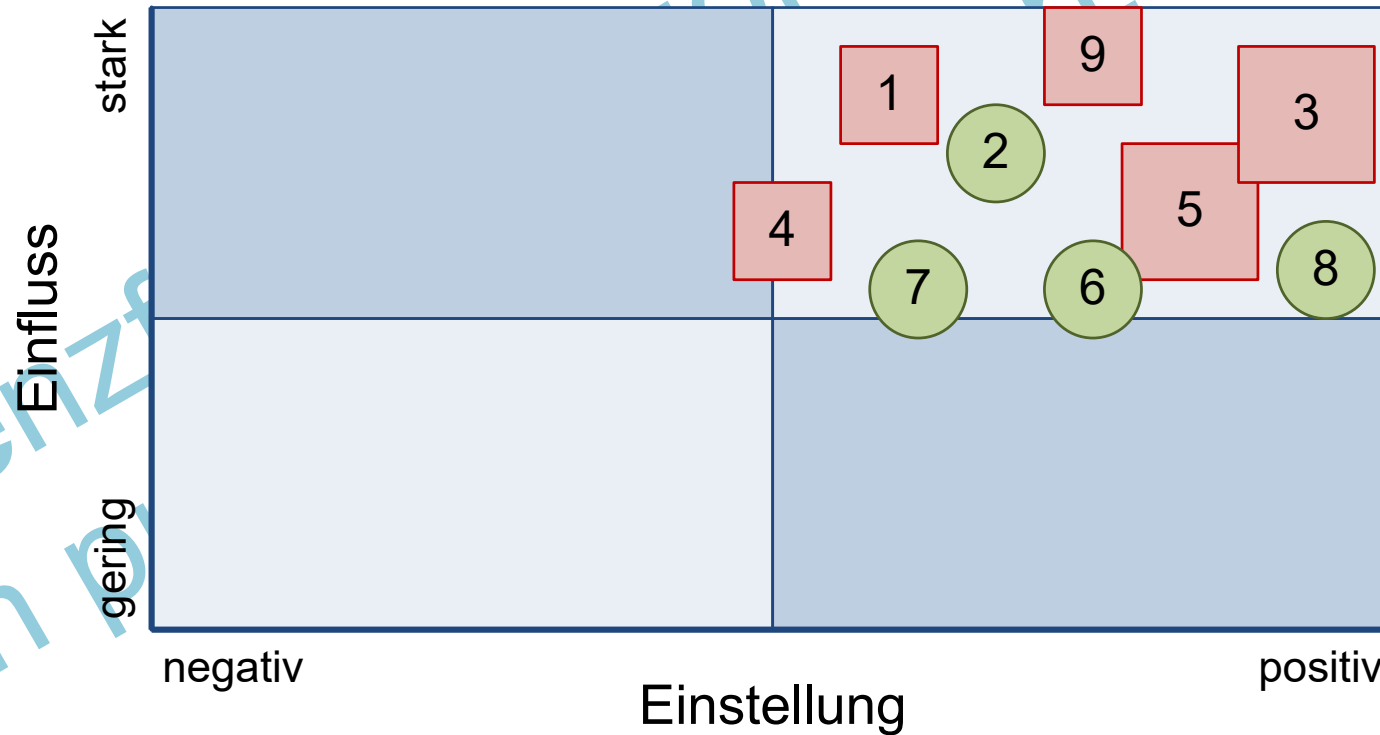 stark
9
1
3
2
5
4
8
7
6
Einfluss
gering
negativ
positiv
Einstellung